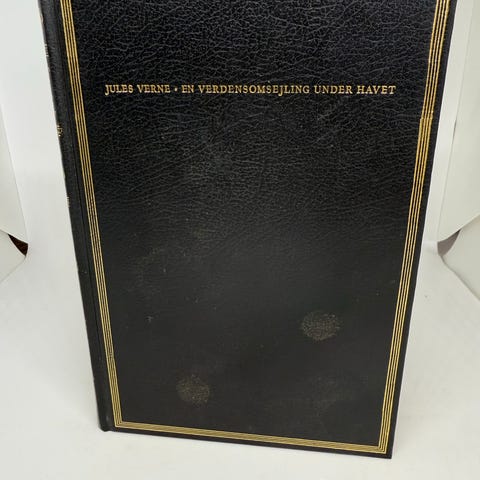 JULES VERNE • EN VERDENSOMSEJLING UNDER HAVET